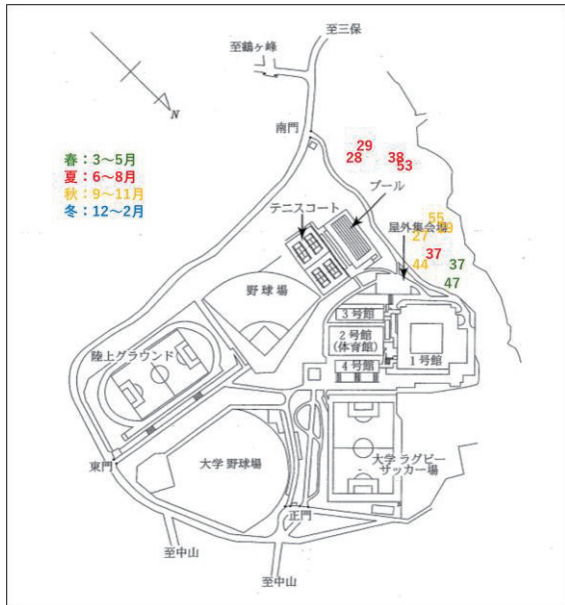 至三保
至鶴ヶ峰
N
南門
春：3～5月
夏：6～8月
秋：9～11月
冬：12～2月
29
28
38
53
プール
テニスコート
55
27
屋外集会場
37
44
37
47
野球場
3号館
2号館
(体育館)
1号館
4号館
陸上グラウンド
大学 野球場
大学 ラグビー
サッカー場
東門
正門
至中山
至中山